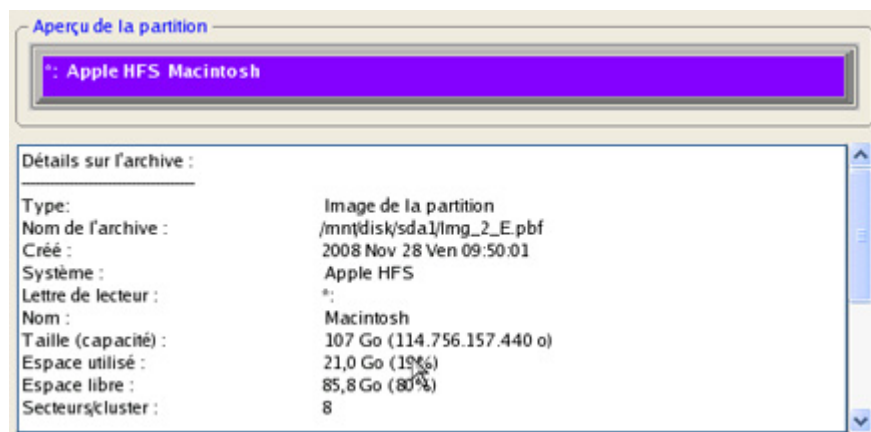 Aperçu de la partition
*: Apple HFS Macintosh
Détails sur l'archive :
Type: Image de la partition
Nom de l'archive : /mnt/disk/sda1/Img_2_E.pbf
Créé : 2008 Nov 28 Ven 09:50:01
Système : Apple HFS
Lettre de lecteur : *:
Nom : Macintosh
Taille (capacité) : 107 Go (114.756.157.440 o)
Espace utilisé : 21,0 Go (19%)
Espace libre : 85,8 Go (80%)
Secteurs/cluster : 8